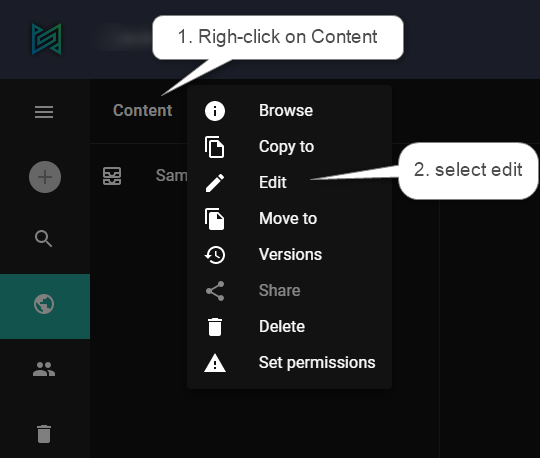 1. Righ-click on Content
Content
Browse
Copy to
Sam
Edit
2. select edit
Move to
Versions
Share
Delete
Set permissions